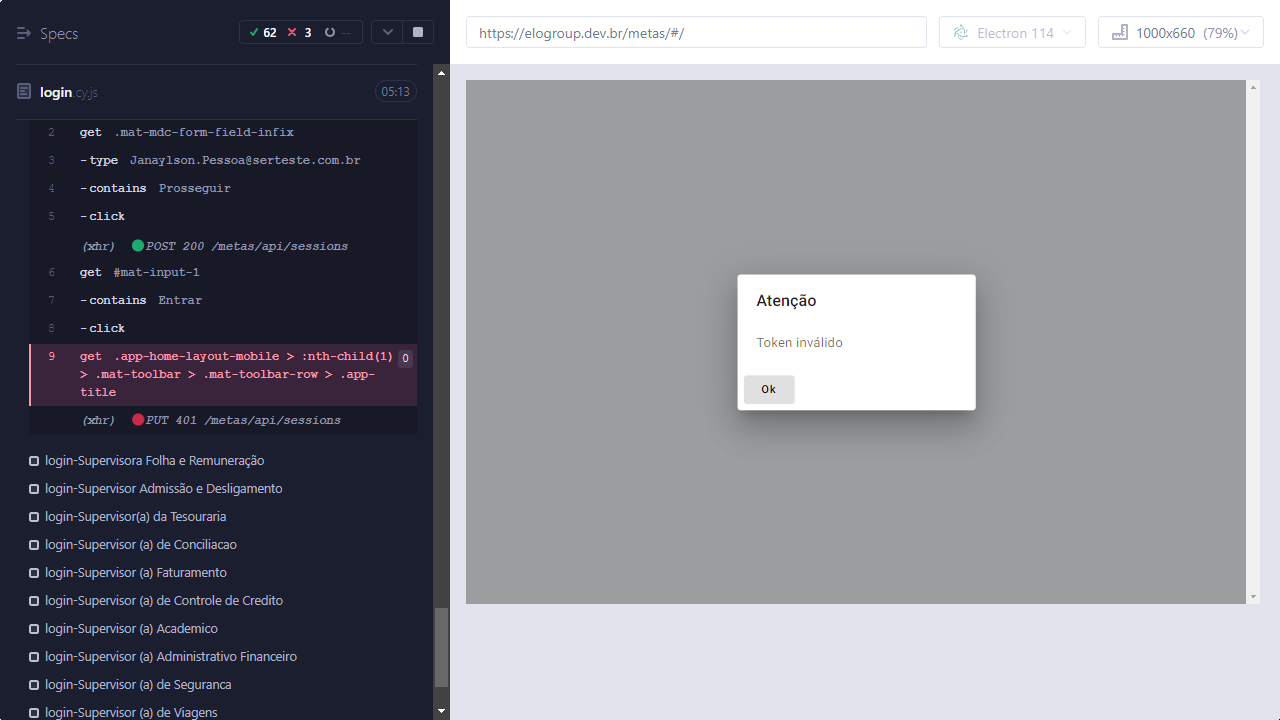 Specs
62
3
--
login.cy.js
05:13
2 get .mat-mdc-form-field-infix
3 -type Janaylson.Pessoa@serteste.com.br
4 -contains Prosseguir
5 -click
(xhr) POST 200 /metas/api/sessions
6 get #mat-input-1
7 -contains Entrar
8 -click
9 get .app-home-layout-mobile > :nth-child(1) 0
> .mat-toolbar > .mat-toolbar-row > .app-
title
(xhr) PUT 401 /metas/api/sessions
login-Supervisora Folha e Remuneração
login-Supervisor Admissão e Desligamento
login-Supervisor(a) da Tesouraria
login-Supervisor (a) de Conciliacao
login-Supervisor (a) Faturamento
login-Supervisor (a) de Controle de Credito
login-Supervisor (a) Academico
login-Supervisor (a) Administrativo Financeiro
login-Supervisor (a) de Seguranca
login-Supervisor (a) de Viagens
https://elogroup.dev.br/metas/#/
Electron 114
1000x660 (79%)
Atenção
Token inválido
Ok